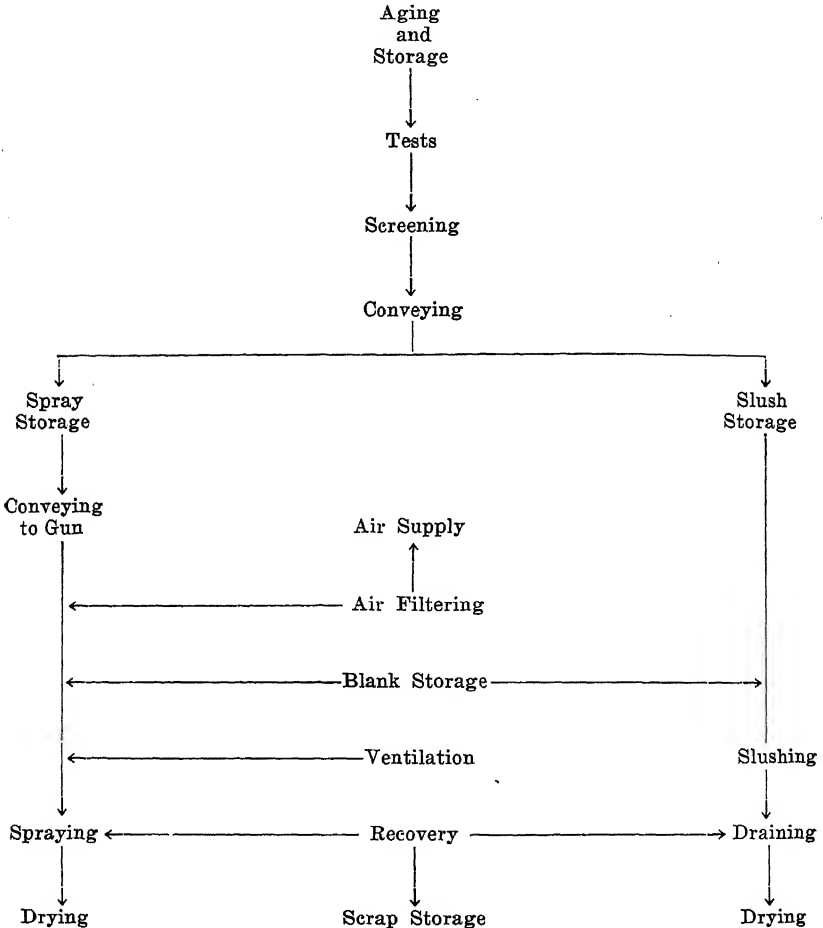 Aging
and
Storage
Tests
Screening
Conveying
Spray
Storage
Slush
Storage
Conveying
to Gun
Air Supply
Air Filtering
Blank Storage
Ventilation
Slushing
Spraying
Recovery
Draining
Drying
Scrap Storage
Drying